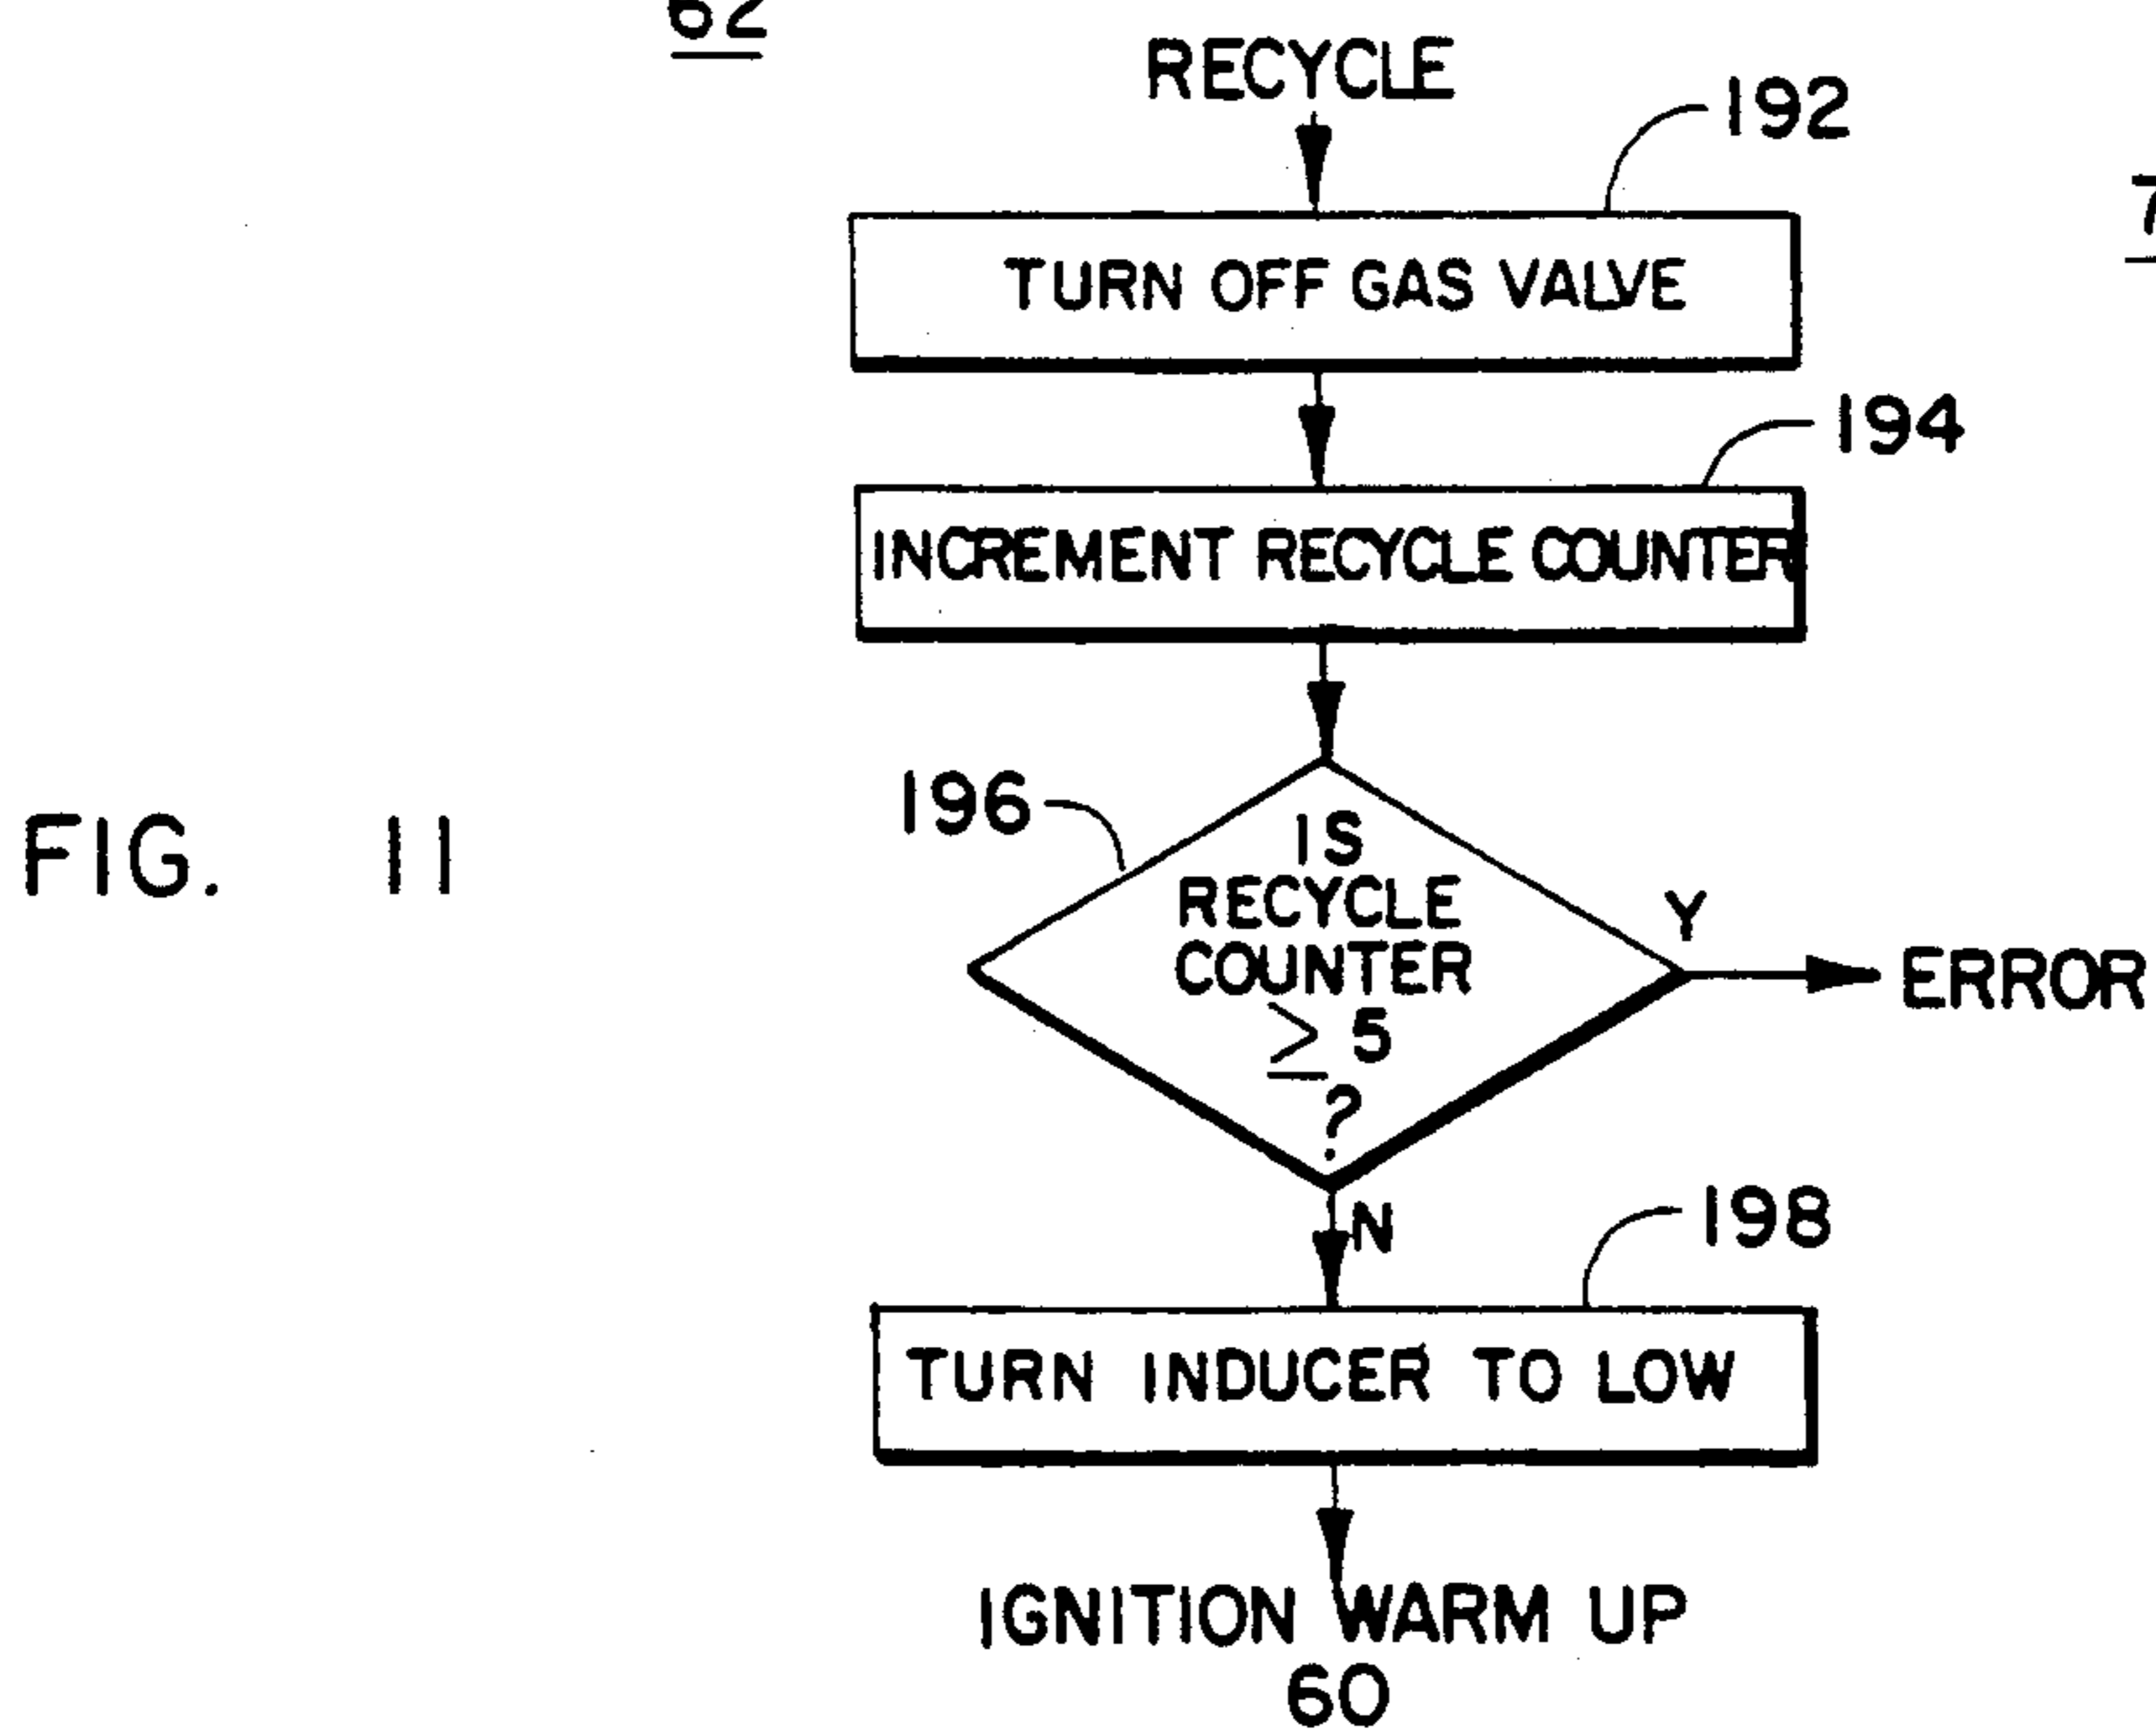 62
RECYCLE
192
TURN OFF GAS VALVE
194
INCREMENT RECYCLE COUNTER
196
IS
RECYCLE
COUNTER
≥ 5
?
Y
ERROR
FIG. 11
N
198
TURN INDUCER TO LOW
IGNITION WARM UP
60